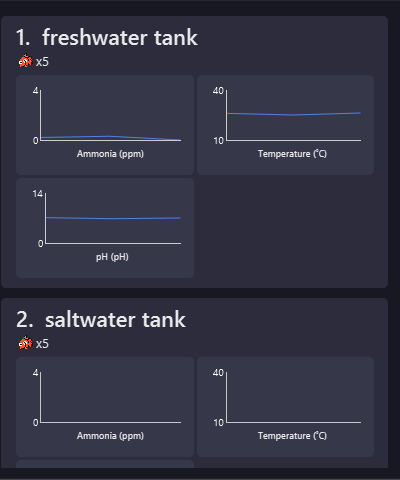 1. freshwater tank
x5
4
0
Ammonia (ppm)
40
10
Temperature (°C)
14
0
pH (pH)
2. saltwater tank
x5
4
0
Ammonia (ppm)
40
10
Temperature (°C)